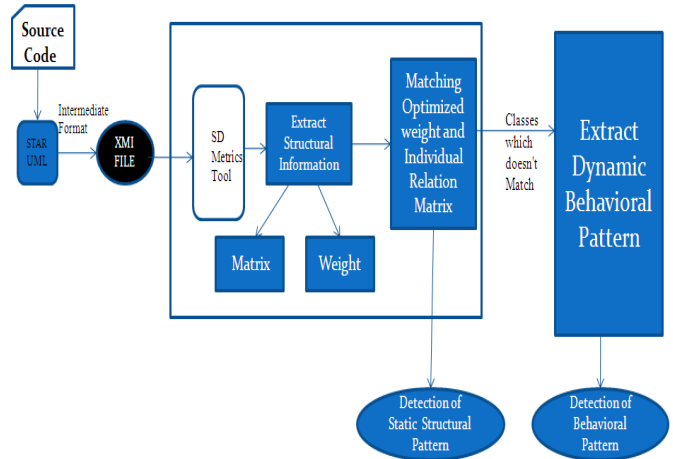 Source
Code
Intermediate
Format
STAR
UML
XMI
FILE
SD
Metrics
Tool
Extract
Structural
Information
Matrix
Weight
Matching
Optimized
weight and
Individual
Relation
Matrix
Classes
which
doesn't
Match
Extract
Dynamic
Behavioral
Pattern
Detection of
Static Structural
Pattern
Detection of
Behavioral
Pattern